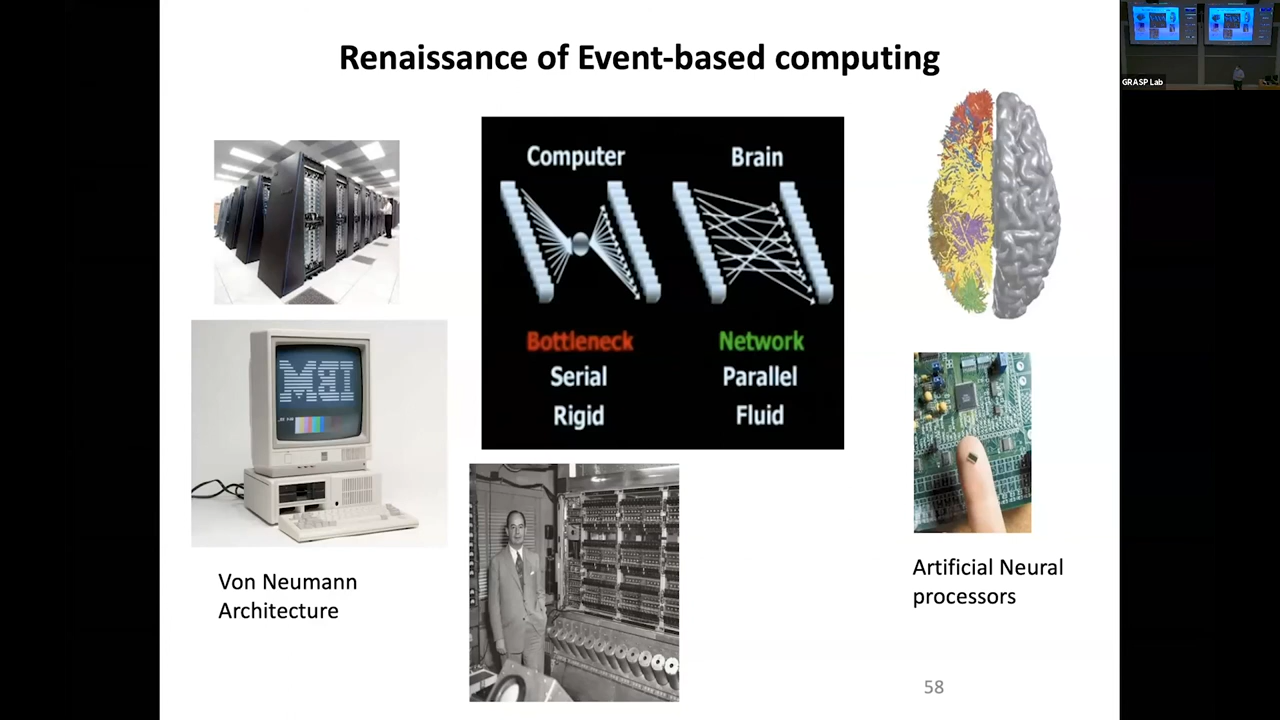 Renaissance of Event-based computing
GRASP Lab
Computer
Brain
Bottleneck
Network
Serial
Parallel
Rigid
Fluid
Von Neumann
Architecture
Artificial Neural
processors
58